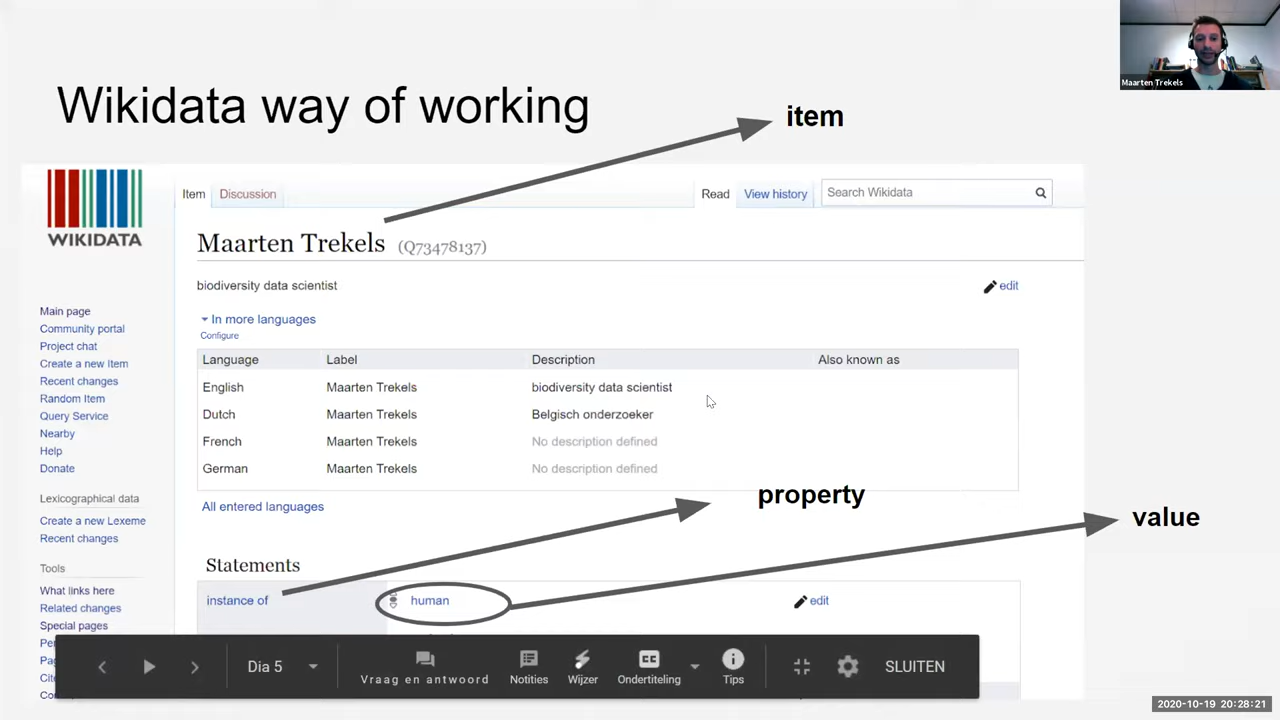 Maarten Trekels
Wikidata way of working
item
WIKIDATA
Item
Discussion
Read
View history
Search Wikidata
Maarten Trekels (Q73478137)
biodiversity data scientist
edit
In more languages
Configure
Language Label Description Also known as
English Maarten Trekels biodiversity data scientist
Dutch Maarten Trekels Belgisch onderzoeker
French Maarten Trekels No description defined
German Maarten Trekels No description defined
All entered languages
property
value
Statements
instance of
human
edit
Main page
Community portal
Project chat
Create a new Item
Recent changes
Random Item
Query Service
Nearby
Help
Donate
Lexicographical data
Create a new Lexeme
Recent changes
Tools
What links here
Related changes
Special pages
Dia 5
Vraag en antwoord
Notities
Wijzer
Ondertiteling
Tips
SLUITEN
2020-10-19 20:28:21